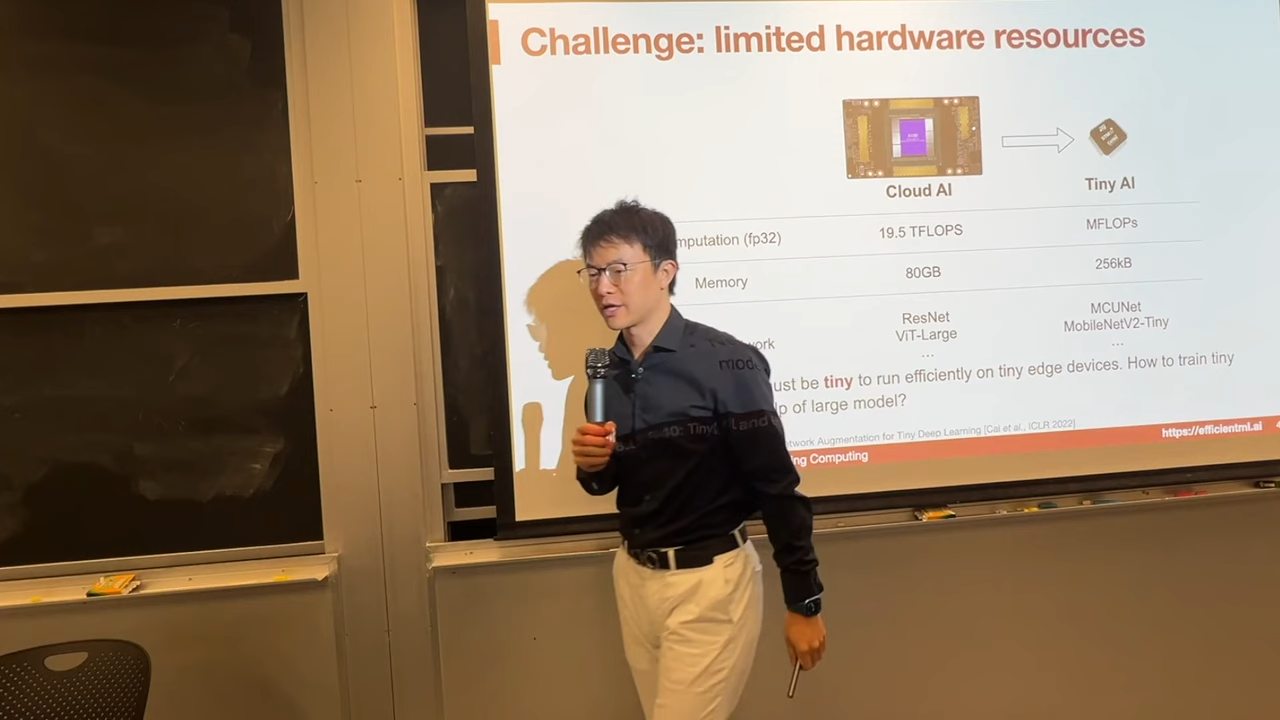 Challenge: limited hardware resources
Cloud AI
Tiny AI
mputation (fp32)
19.5 TFLOPS
MFLOPs
Memory
80GB
256kB
work
ResNet
ViT-Large
...
MCUNet
MobileNetV2-Tiny
...
ust be tiny to run efficiently on tiny edge devices. How to train tiny
p of large model?
twork Augmentation for Tiny Deep Learning [Cai et al., ICLR 2022]
ng Computing
https://efficientml.ai